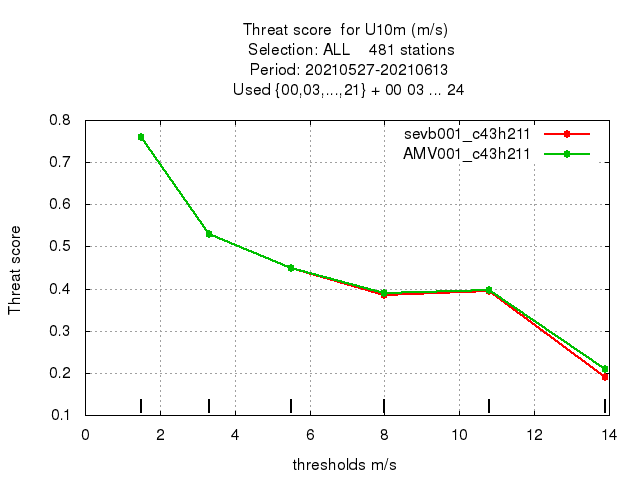 Threat score for U10m (m/s)
Selection: ALL 481 stations
Period: 20210527-20210613
Used {00,03,...,21} + 00 03 ... 24
sevb001_c43h211
AMV001_c43h211
Threat score
0.8
0.7
0.6
0.5
0.4
0.3
0.2
0.1
0 2 4 6 8 10 12 14
thresholds m/s